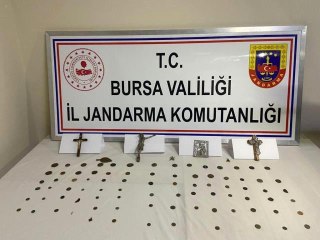 T.C.
BURSA VALİLİĞİ
İL JANDARMA KOMUTANLIĞI